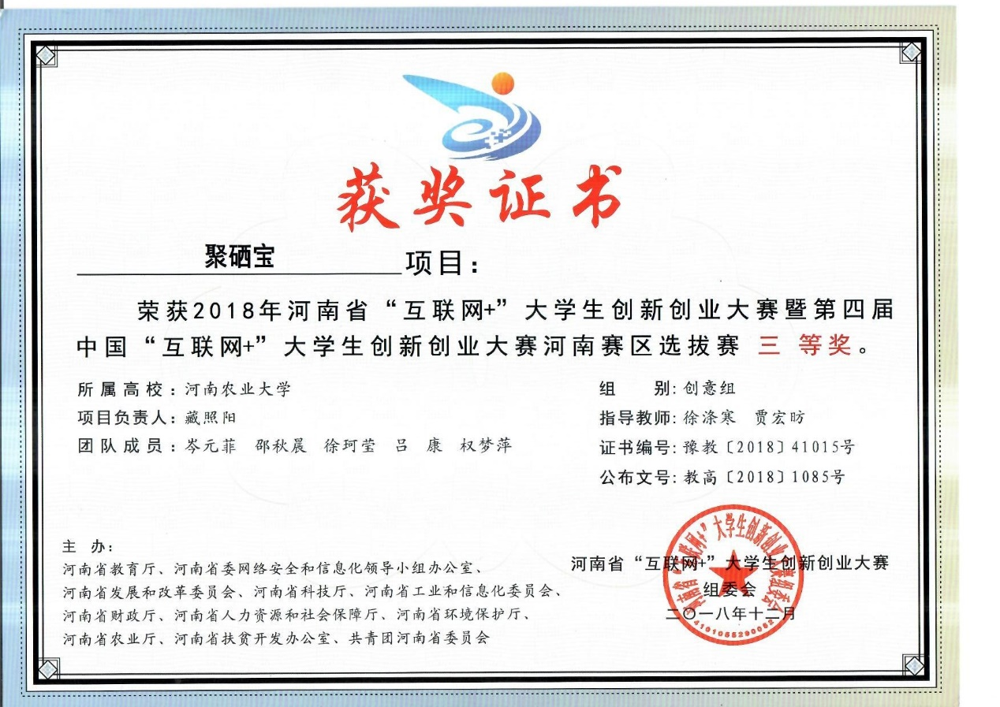 获奖证书
聚硒宝 项目：
荣获2018年河南省“互联网+”大学生创新创业大赛暨第四届
中国“互联网+”大学生创新创业大赛河南赛区选拔赛 三 等奖。
所属高校：河南农业大学
项目负责人：藏照阳
团队成员：岑元菲 邵秋晨 徐珂莹 吕 康 权梦萍
组 别：创意组
指导教师：徐涤寒 贾宏昉
证书编号：豫教〔2018〕41015号
公布文号：教高〔2018〕1085号
主 办：
河南省教育厅、河南省委网络安全和信息化领导小组办公室、
河南省发展和改革委员会、河南省科技厅、河南省工业和信息化委员会、
河南省财政厅、河南省人力资源和社会保障厅、河南省环境保护厅、
河南省农业厅、河南省扶贫开发办公室、共青团河南省委员会
河南省“互联网+”大学生创新创业大赛
组委会
二〇一八年十二月
河南省“互联网+”大学生创新创业大赛组委会